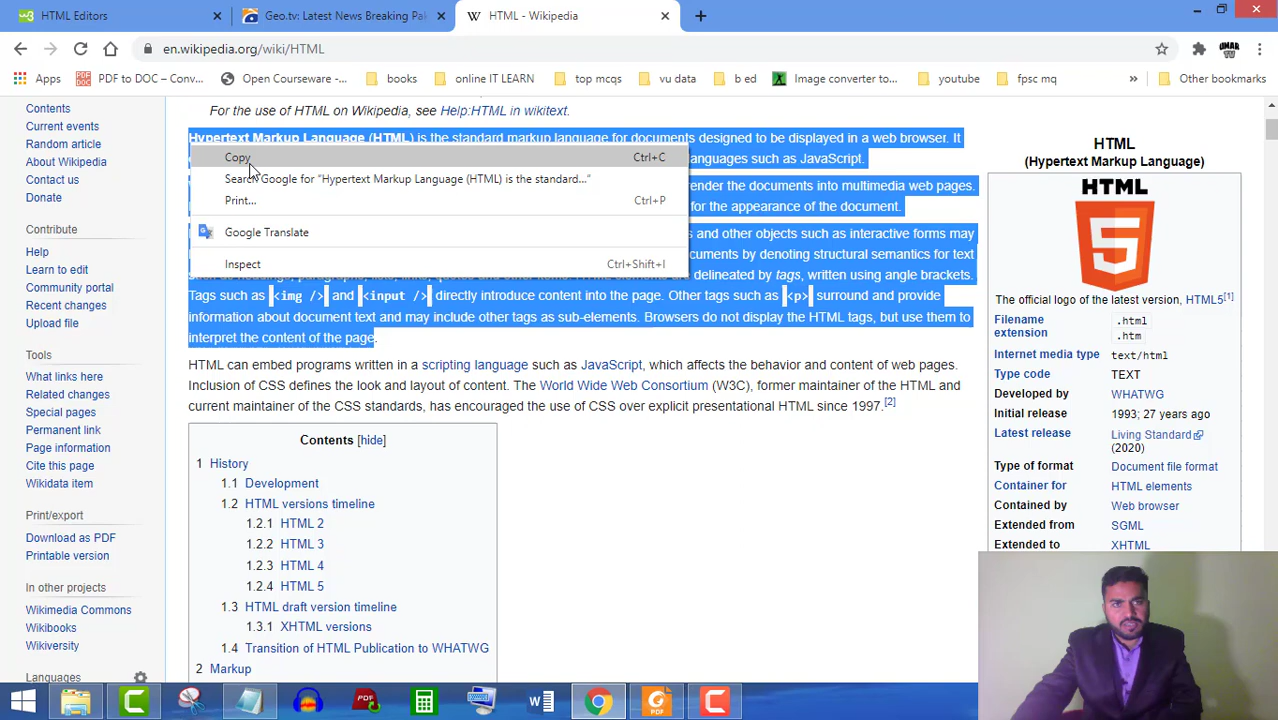 HTML Editors
Geo.tv: Latest News Breaking Pak
HTML - Wikipedia
en.wikipedia.org/wiki/HTML
UMAR
Apps
PDF to DOC – Conv...
Open Courseware -...
books
online IT LEARN
top mcqs
vu data
b ed
Image converter to...
youtube
fpsc mq
»
Other bookmarks
Contents
Current events
Random article
About Wikipedia
Contact us
Donate
Contribute
Help
Learn to edit
Community portal
Recent changes
Upload file
Tools
What links here
Related changes
Special pages
Permanent link
Page information
Cite this page
Wikidata item
Print/export
Download as PDF
Printable version
In other projects
Wikimedia Commons
Wikibooks
Wikiversity
Languages
For the use of HTML on Wikipedia, see Help:HTML in wikitext.
Hypertext Markup Language (HTML) is the standard markup language for documents designed to be displayed in a web browser. It
languages such as JavaScript.
render the documents into multimedia web pages.
for the appearance of the document.
s and other objects such as interactive forms may
cuments by denoting structural semantics for text
delineated by tags, written using angle brackets.
Tags such as <img /> and <input /> directly introduce content into the page. Other tags such as <p> surround and provide
information about document text and may include other tags as sub-elements. Browsers do not display the HTML tags, but use them to
interpret the content of the page.
Copy Ctrl+C
Search Google for “Hypertext Markup Language (HTML) is the standard...”
Print... Ctrl+P
Google Translate
Inspect Ctrl+Shift+I
HTML can embed programs written in a scripting language such as JavaScript, which affects the behavior and content of web pages.
Inclusion of CSS defines the look and layout of content. The World Wide Web Consortium (W3C), former maintainer of the HTML and
current maintainer of the CSS standards, has encouraged the use of CSS over explicit presentational HTML since 1997.[2]
Contents [hide]
1 History
1.1 Development
1.2 HTML versions timeline
1.2.1 HTML 2
1.2.2 HTML 3
1.2.3 HTML 4
1.2.4 HTML 5
1.3 HTML draft version timeline
1.3.1 XHTML versions
1.4 Transition of HTML Publication to WHATWG
2 Markup
HTML
(Hypertext Markup Language)
HTML
5
The official logo of the latest version, HTML5[1]
Filename extension .html
.htm
Internet media type text/html
Type code TEXT
Developed by WHATWG
Initial release 1993; 27 years ago
Latest release Living Standard
(2020)
Type of format Document file format
Container for HTML elements
Contained by Web browser
Extended from SGML
Extended to XHTML